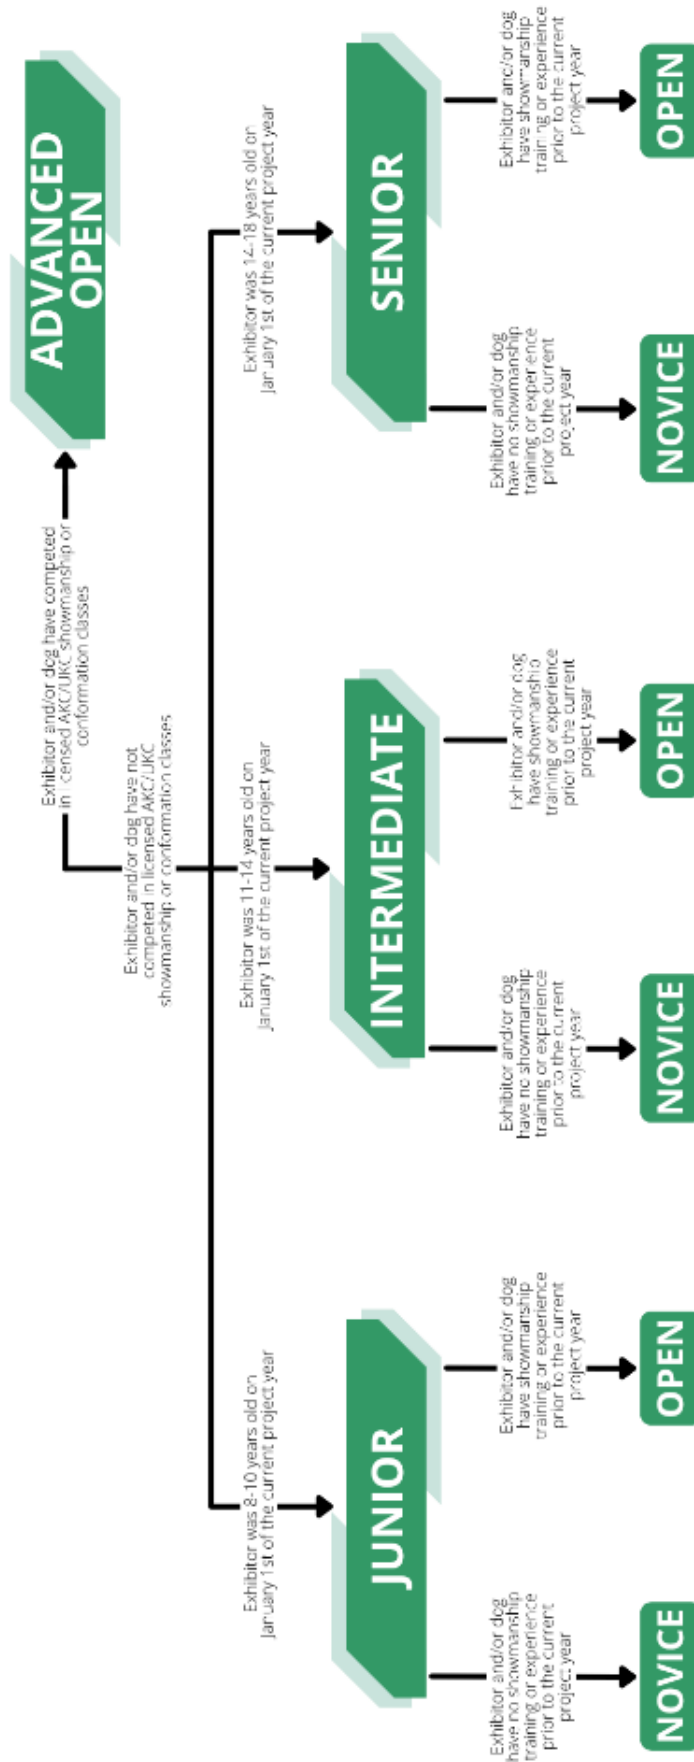 Exhibitor and/or dog have competed
in licensed AKC/UKC showmanship or
conformation classes
ADVANCED
OPEN
Exhibitor and/or dog have not
competed in licensed AKC/UKC
showmanship or conformation classes
Exhibitor was 8-10 years old on
January 1st of the current project year
Exhibitor was 11-14 years old on
January 1st of the current project year
Exhibitor was 14-18 years old on
January 1st of the current project year
JUNIOR
INTERMEDIATE
SENIOR
Exhibitor and/or dog
have no showmanship
training or experience
prior to the current
project year
Exhibitor and/or dog
have showmanship
training or experience
prior to the current
project year
Exhibitor and/or dog
have no showmanship
training or experience
prior to the current
project year
Exhibitor and/or dog
have showmanship
training or experience
prior to the current
project year
Exhibitor and/or dog
have no showmanship
training or experience
prior to the current
project year
Exhibitor and/or dog
have showmanship
training or experience
prior to the current
project year
NOVICE
OPEN
NOVICE
OPEN
NOVICE
OPEN